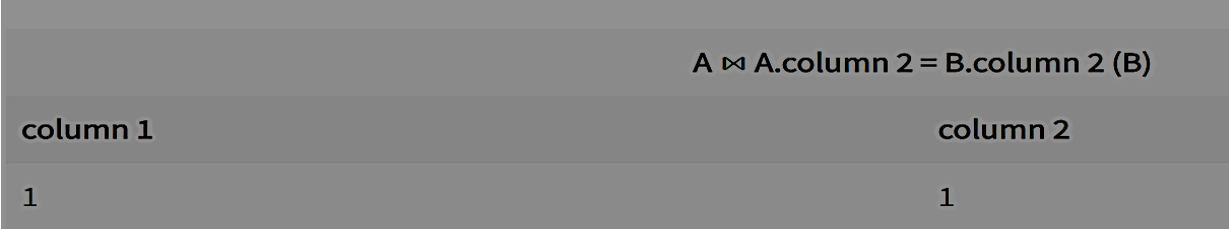 A ⋈ A.column 2 = B.column 2 (B)
column 1 column 2
1 1